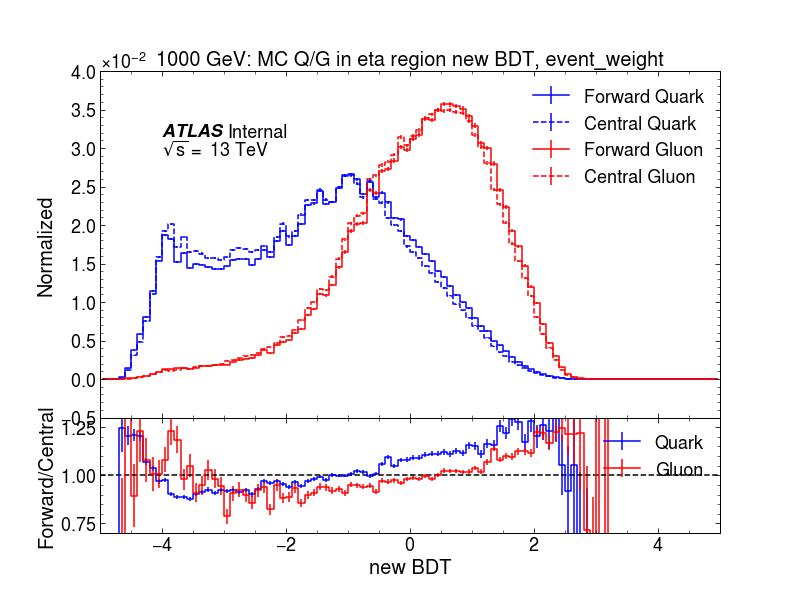 ×10⁻² 1000 GeV: MC Q/G in eta region new BDT, event_weight
4.0
3.5
3.0
2.5
2.0
1.5
1.0
0.5
0.0
0.5
Normalized
ATLAS Internal
√s = 13 TeV
Forward Quark
Central Quark
Forward Gluon
Central Gluon
1.25
1.00
0.75
Forward/Central
Quark
Gluon
−4 −2 0 2 4
new BDT